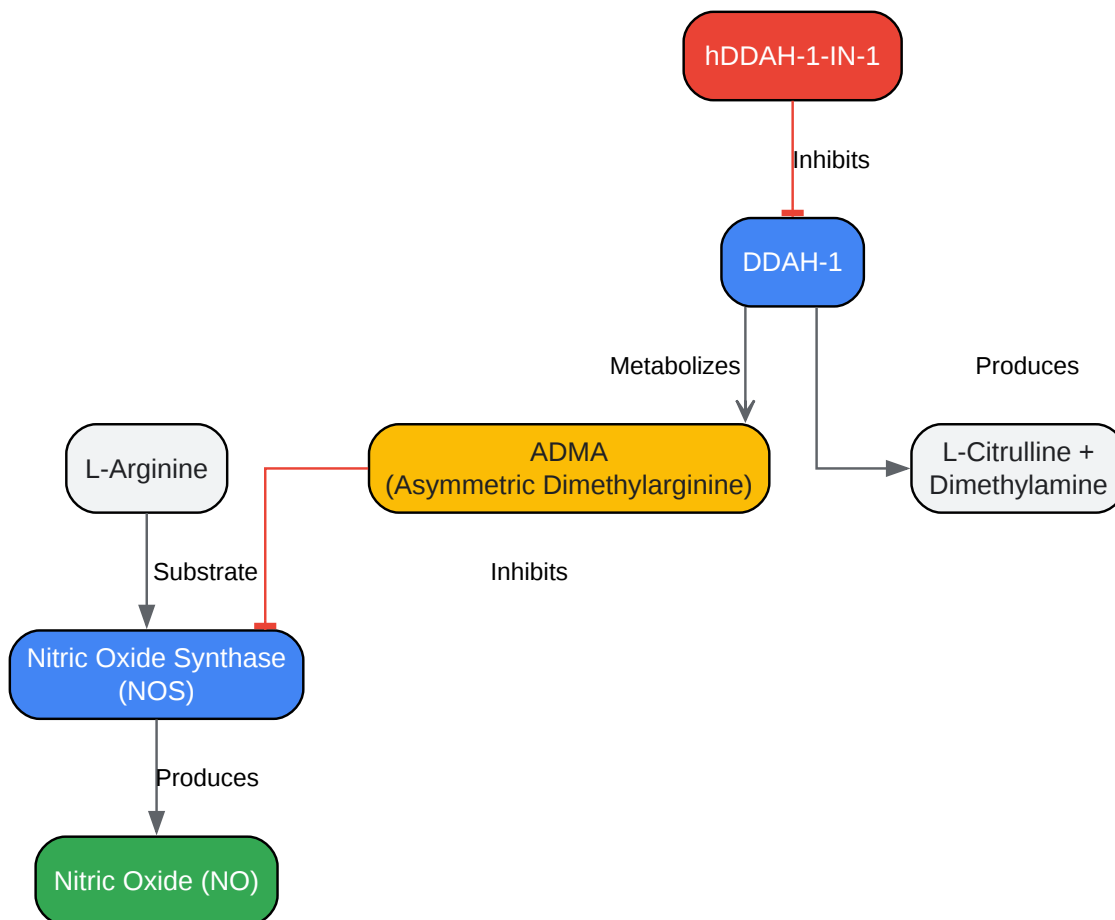 hDDAH-1-IN-1
Inhibits
DDAH-1
Metabolizes
Produces
L-Arginine
ADMA
(Asymmetric Dimethylarginine)
L-Citrulline +
Dimethylamine
Substrate
Inhibits
Nitric Oxide Synthase
(NOS)
Produces
Nitric Oxide (NO)